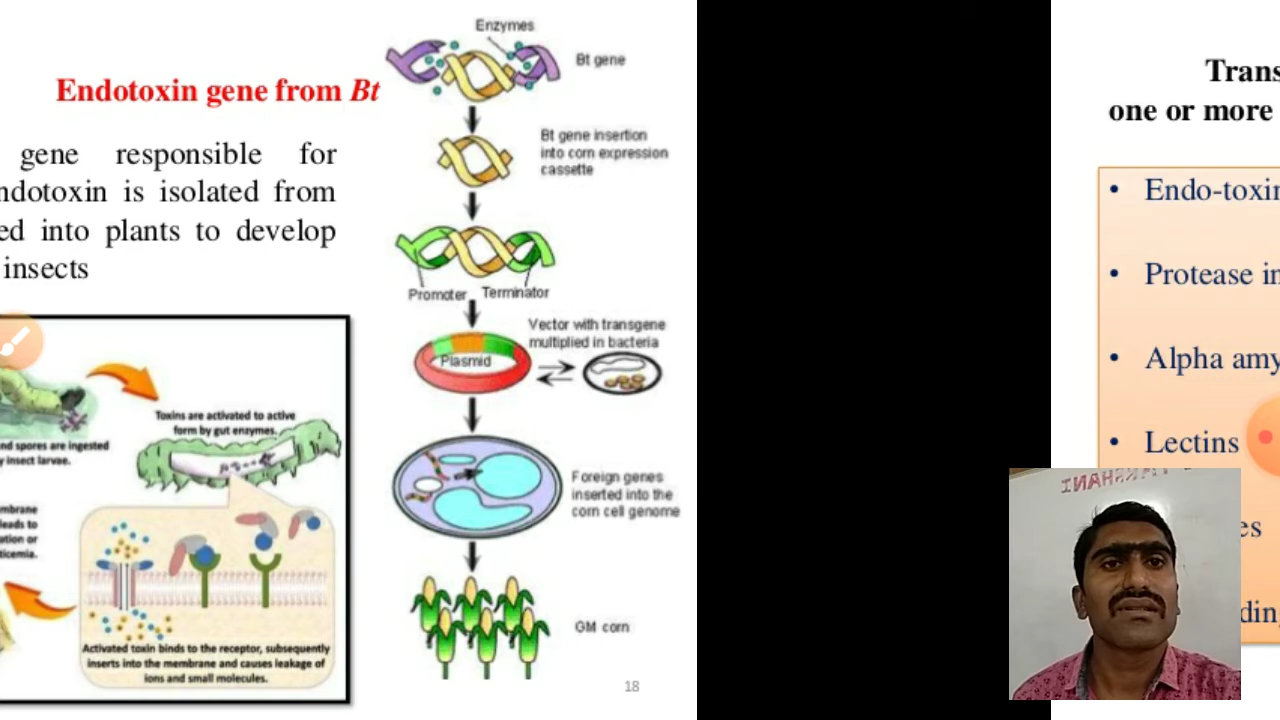 Endotoxin gene from Bt
gene responsible for
ndotoxin is isolated from
ed into plants to develop
insects
nd spores are ingested
y insect larvae.
Toxins are activated to active
form by gut enzymes.
mbrane
leads to
ation or
ticemia.
Activated toxin binds to the receptor, subsequently
inserts into the membrane and causes leakage of
ions and small molecules.
Enzymes
Bt gene
Bt gene insertion
into corn expression
cassette
Promoter Terminator
Vector with transgene
multiplied in bacteria
Plasmid
Foreign genes
inserted into the
corn cell genome
GM corn
18
Trans
one or more
• Endo-toxin
• Protease in
• Alpha amy
• Lectins
es
ding